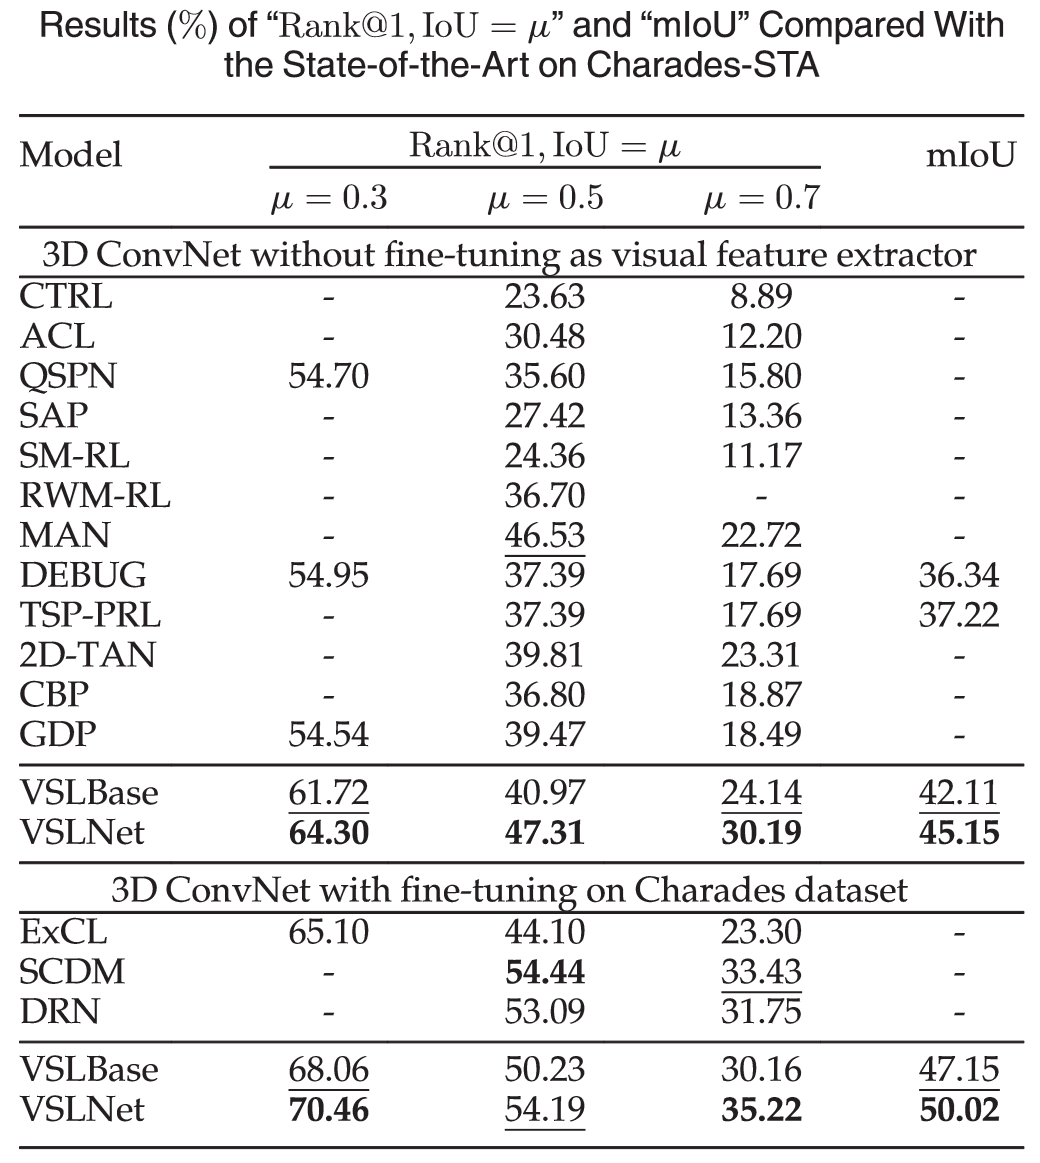 Results (%) of “Rank@1, IoU = μ” and “mIoU” Compared With
the State-of-the-Art on Charades-STA
Model Rank@1, IoU = μ mIoU
μ = 0.3 μ = 0.5 μ = 0.7
3D ConvNet without fine-tuning as visual feature extractor
CTRL - 23.63 8.89 -
ACL - 30.48 12.20 -
QSPN 54.70 35.60 15.80 -
SAP - 27.42 13.36 -
SM-RL - 24.36 11.17 -
RWM-RL - 36.70 - -
MAN - 46.53 22.72 -
DEBUG 54.95 37.39 17.69 36.34
TSP-PRL - 37.39 17.69 37.22
2D-TAN - 39.81 23.31 -
CBP - 36.80 18.87 -
GDP 54.54 39.47 18.49 -
VSLBase 61.72 40.97 24.14 42.11
VSLNet 64.30 47.31 30.19 45.15
3D ConvNet with fine-tuning on Charades dataset
ExCL 65.10 44.10 23.30 -
SCDM - 54.44 33.43 -
DRN - 53.09 31.75 -
VSLBase 68.06 50.23 30.16 47.15
VSLNet 70.46 54.19 35.22 50.02